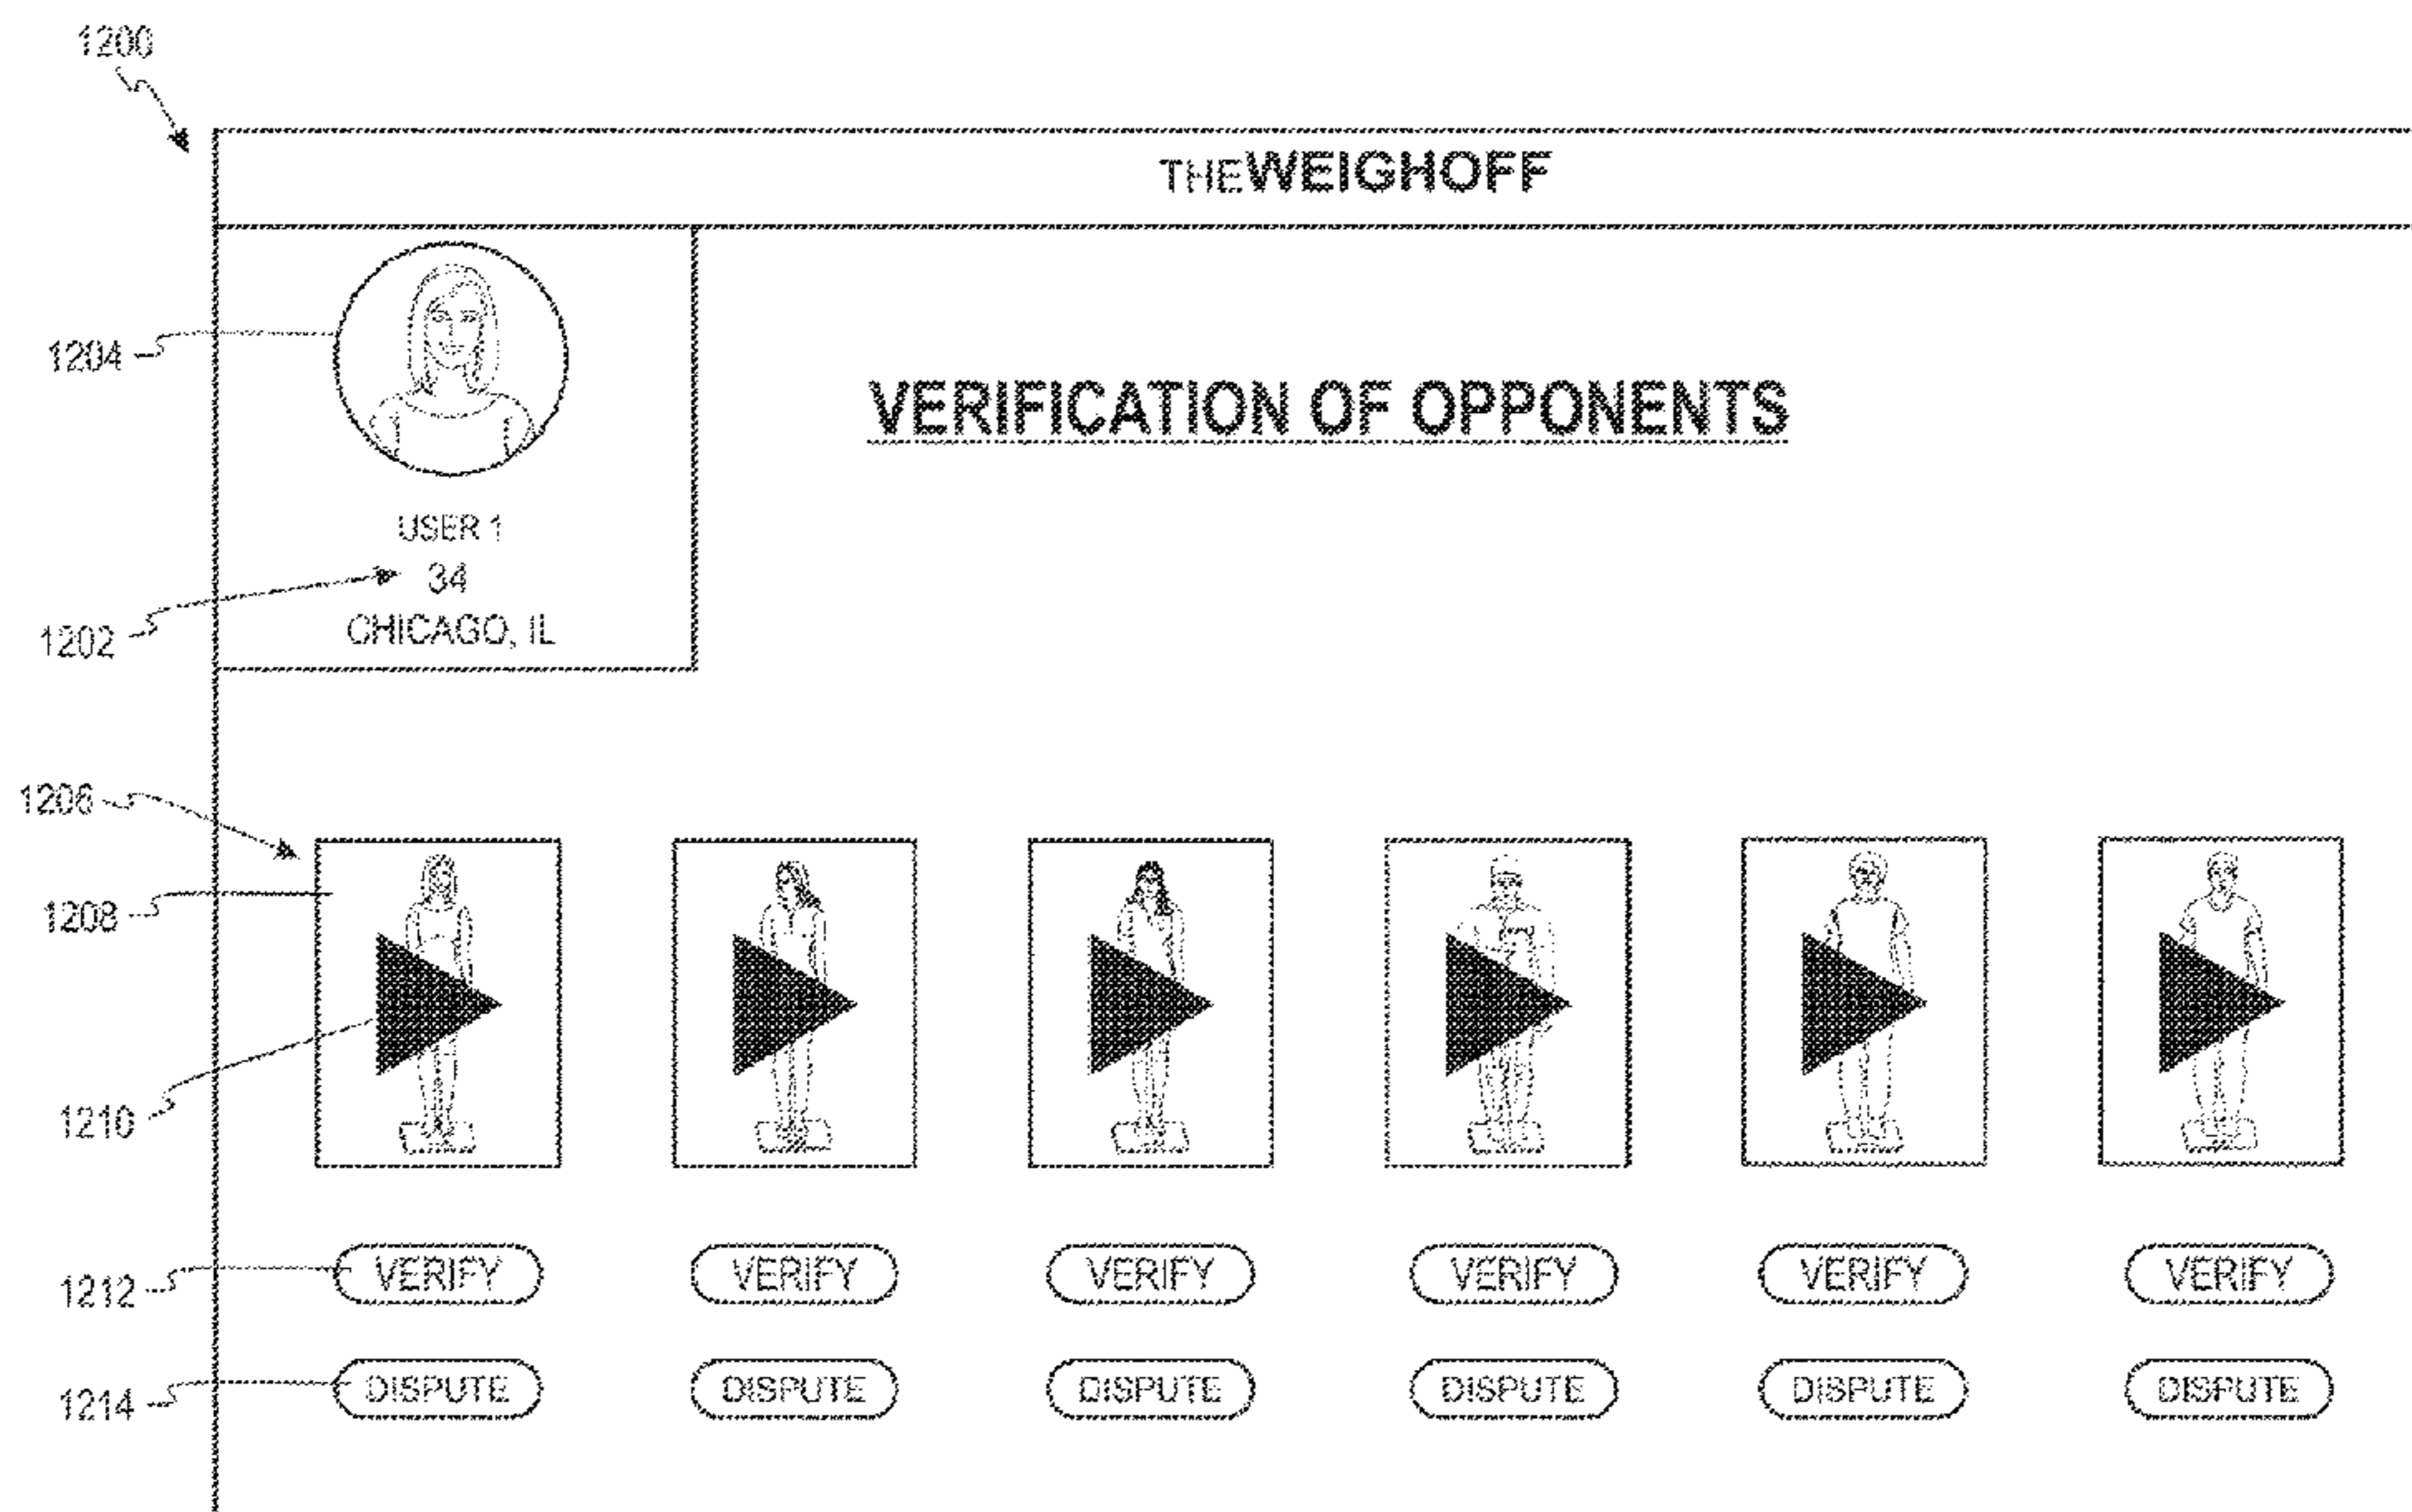 1200
THEWEIGHOFF
1204
VERIFICATION OF OPPONENTS
USER 1
34
1202
CHICAGO, IL
1206
1208
1210
1212
VERIFY VERIFY VERIFY VERIFY VERIFY VERIFY
1214
DISPUTE DISPUTE DISPUTE DISPUTE DISPUTE DISPUTE